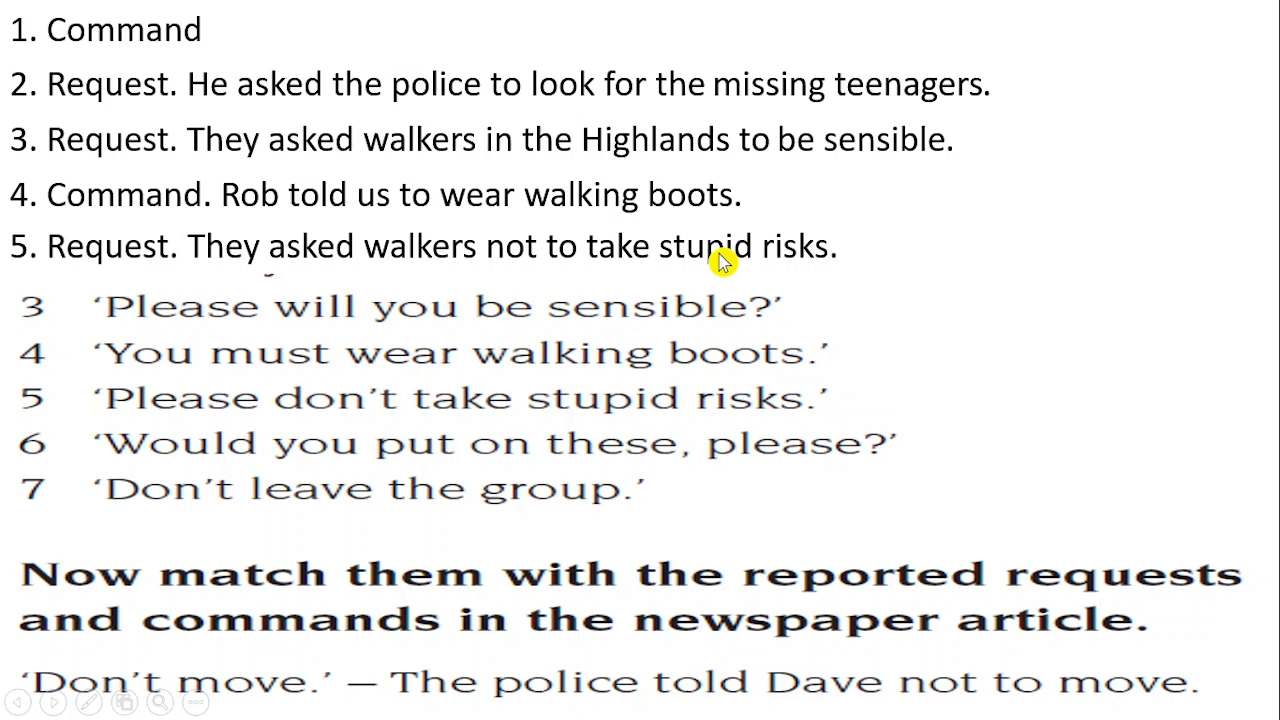 1. Command
2. Request. He asked the police to look for the missing teenagers.
3. Request. They asked walkers in the Highlands to be sensible.
4. Command. Rob told us to wear walking boots.
5. Request. They asked walkers not to take stupid risks.
3 ‘Please will you be sensible?’
4 ‘You must wear walking boots.’
5 ‘Please don’t take stupid risks.’
6 ‘Would you put on these, please?’
7 ‘Don’t leave the group.’
Now match them with the reported requests
and commands in the newspaper article.
‘Don’t move.’ – The police told Dave not to move.